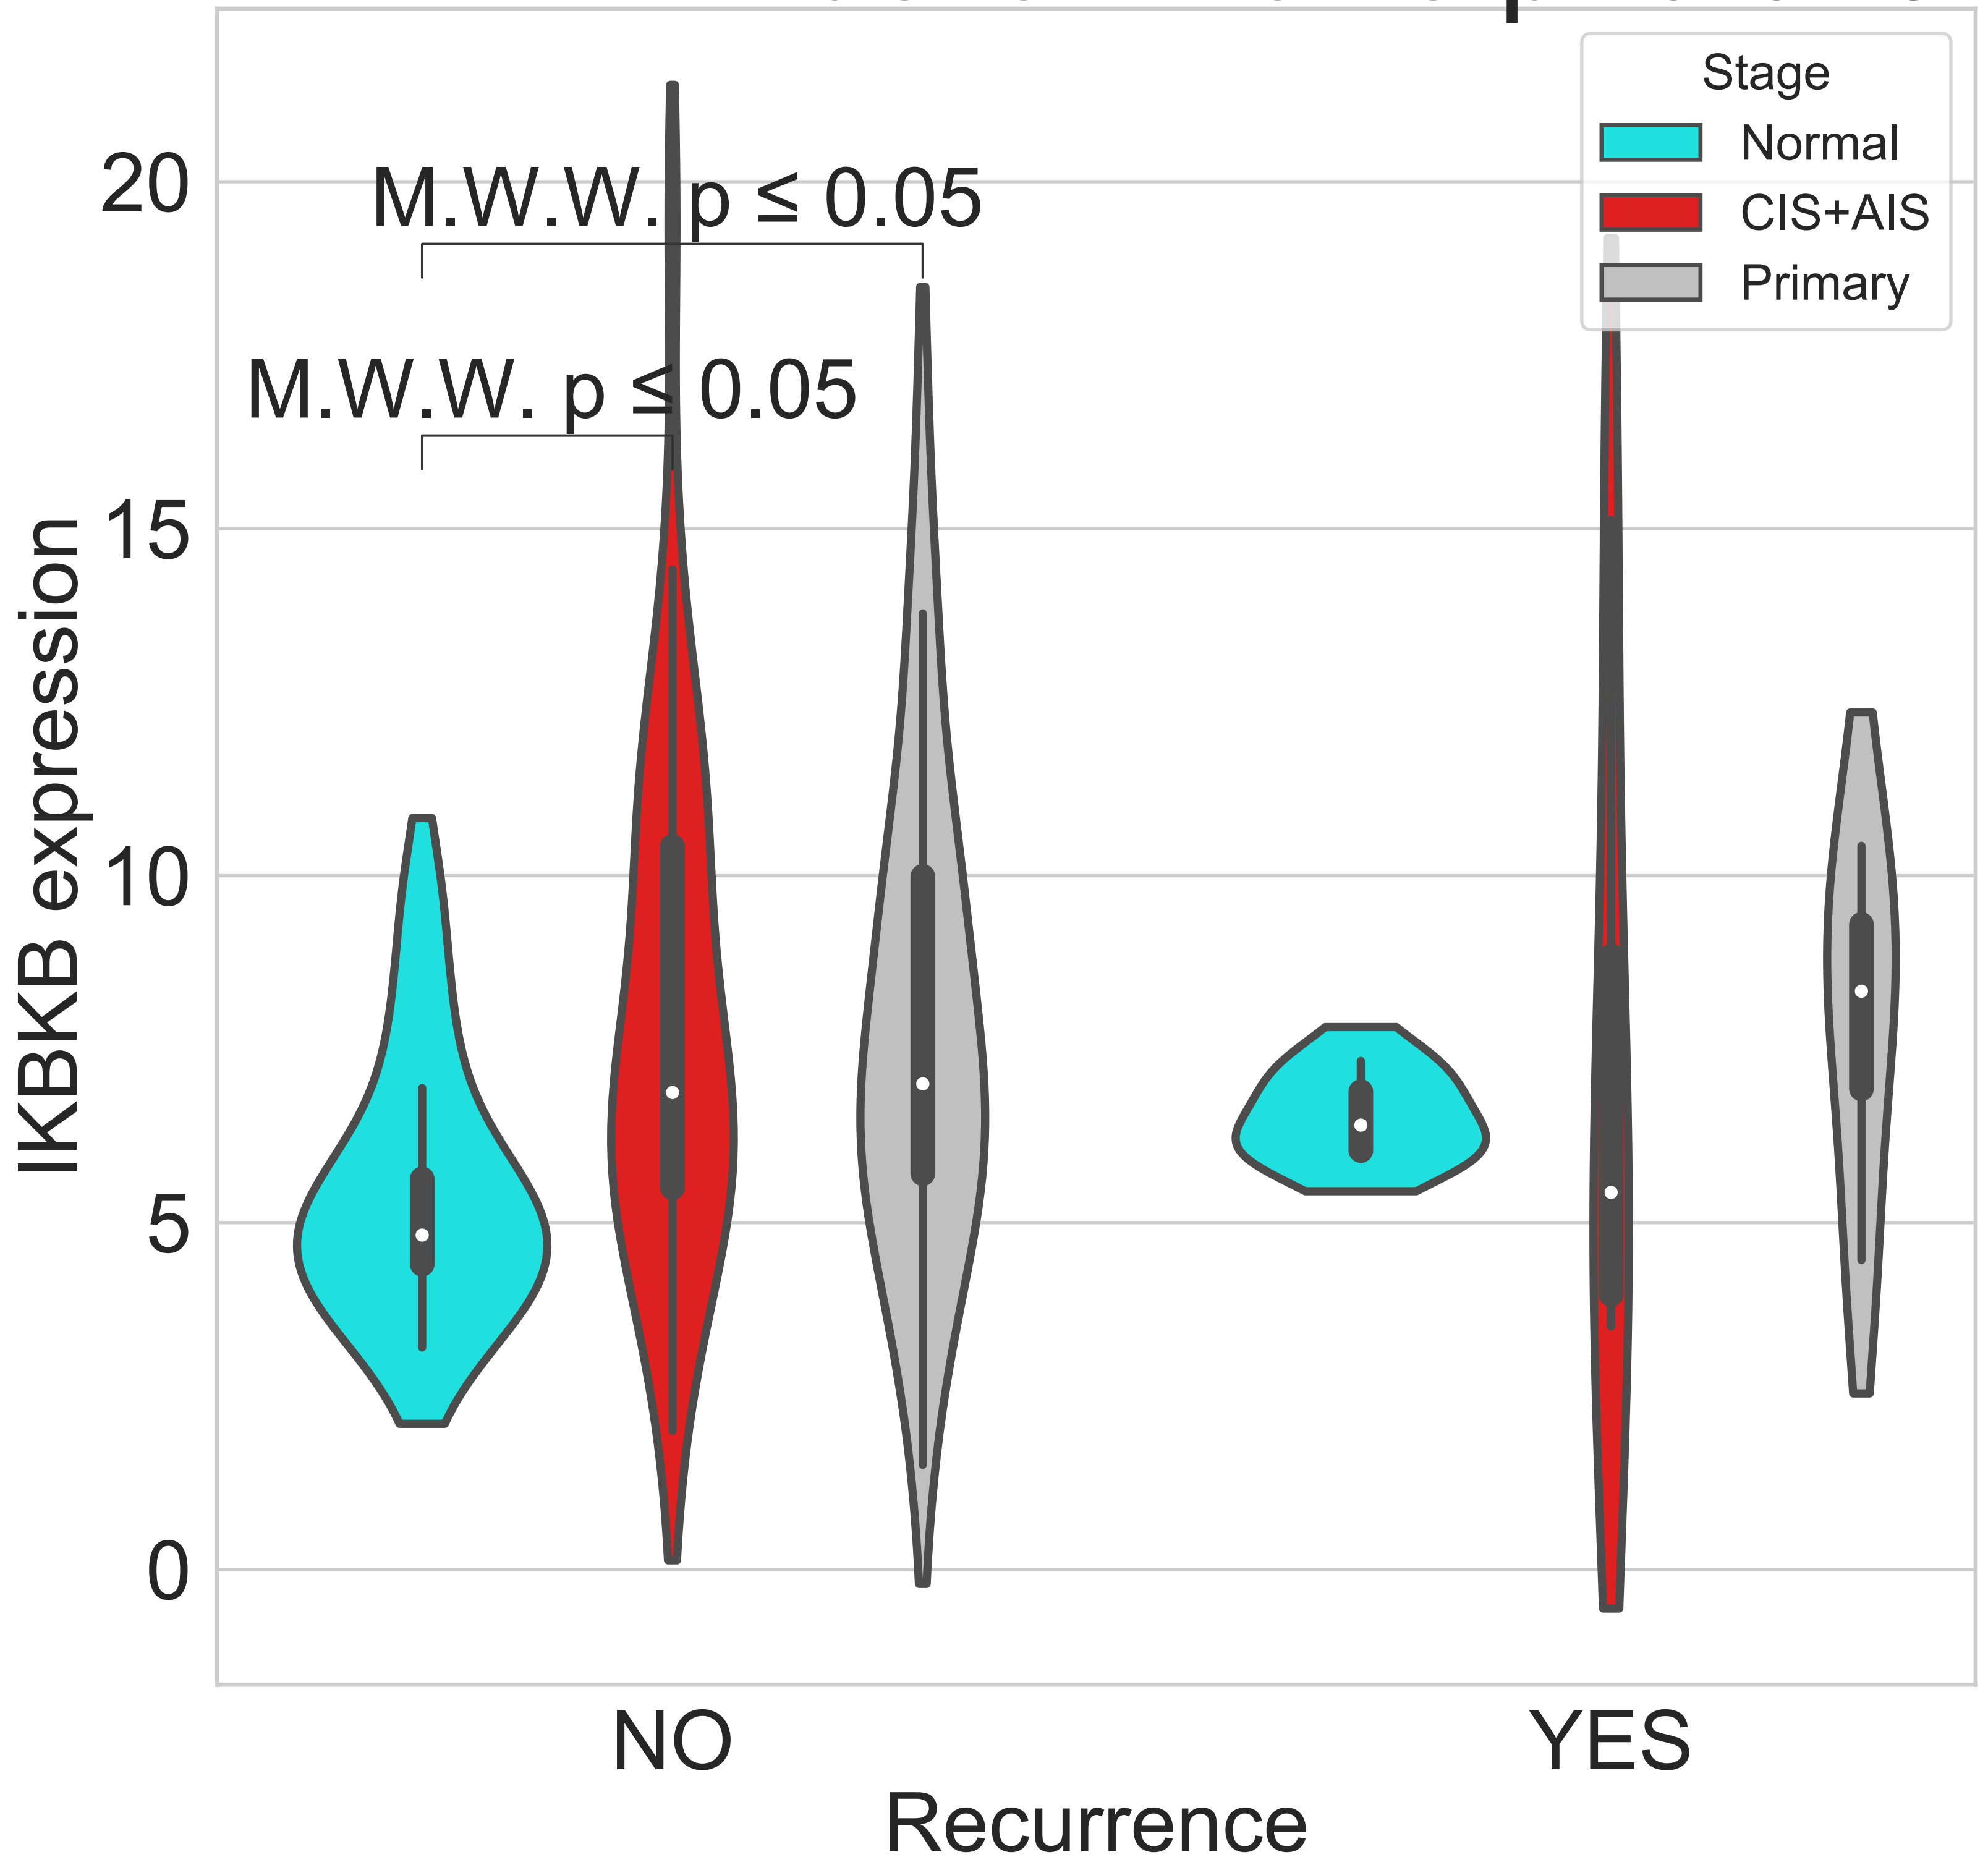 Stage
Normal
CIS+AIS
Primary
M.W.W. p ≤ 0.05
M.W.W. p ≤ 0.05
IKBKB expression
20
15
10
5
0
NO
YES
Recurrence